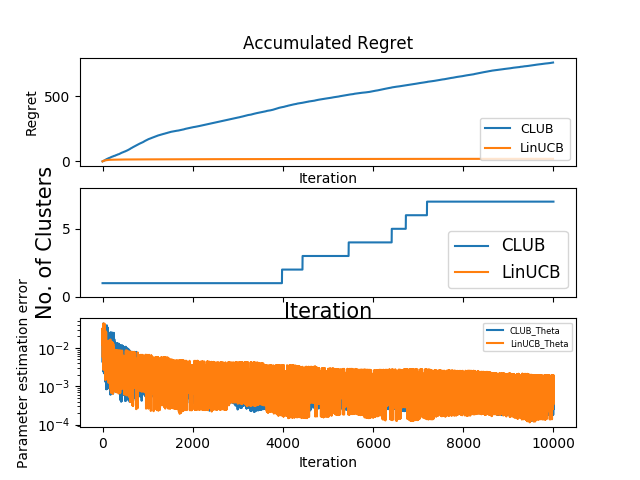 Accumulated Regret
Regret
500
0
CLUB
LinUCB
Iteration
No. of Clusters
5
0
CLUB
LinUCB
Iteration
Parameter estimation error
10⁻²
10⁻³
10⁻⁴
CLUB_Theta
LinUCB_Theta
0 2000 4000 6000 8000 10000
Iteration